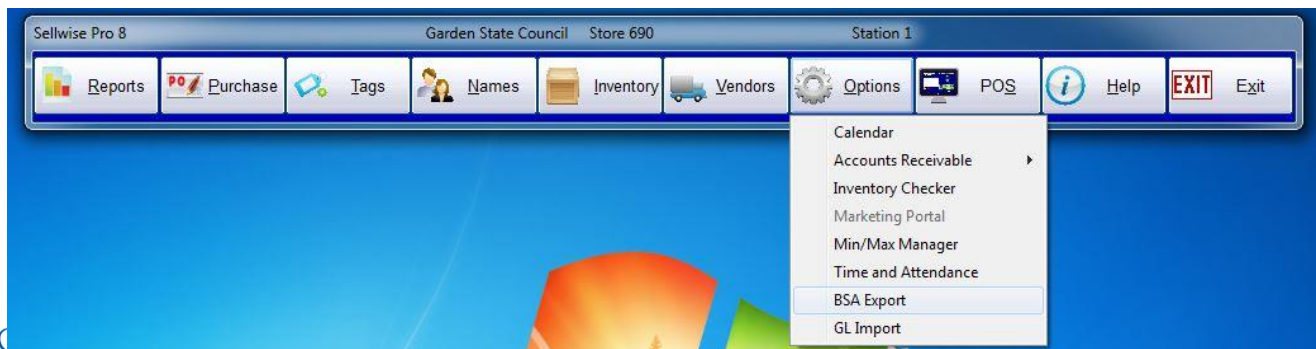 Sellwise Pro 8 Garden State Council Store 690 Station 1
Reports PO Purchase Tags Names Inventory Vendors Options POS Help EXIT Exit
Calendar
Accounts Receivable
Inventory Checker
Marketing Portal
Min/Max Manager
Time and Attendance
BSA Export
GL Import